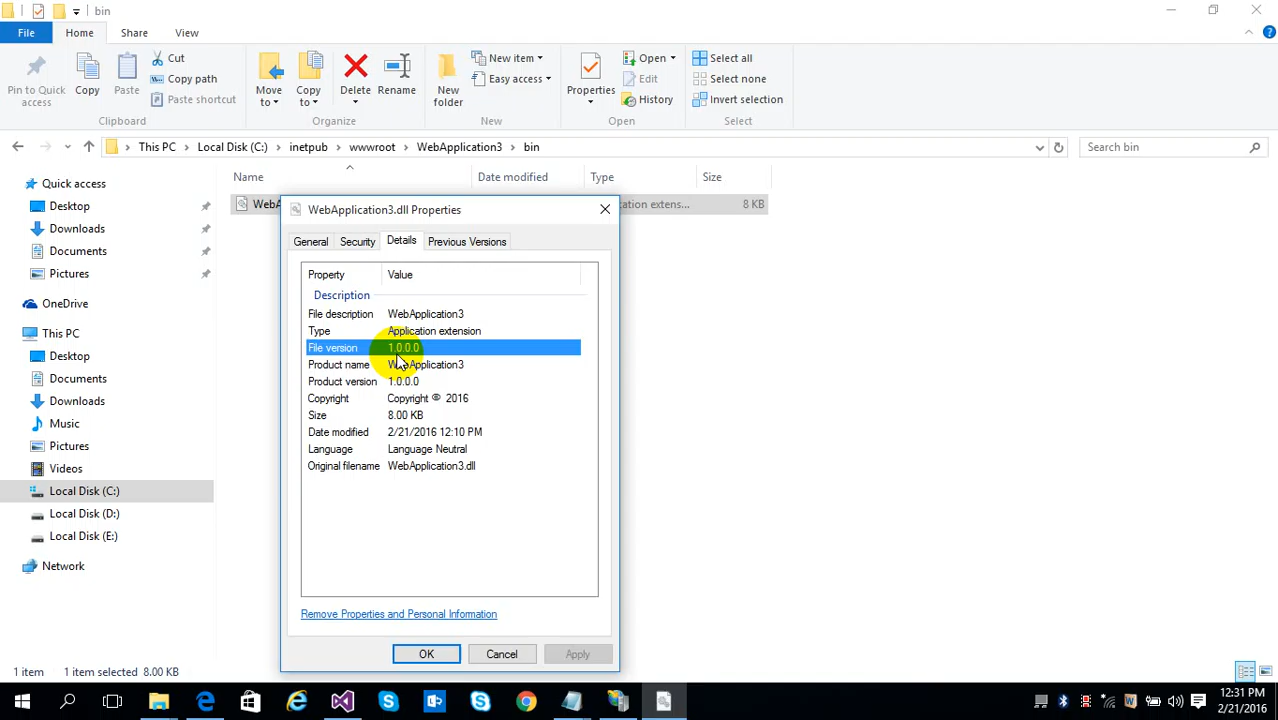 bin
File Home Share View
Pin to Quick access
Copy
Paste
Cut
Copy path
Paste shortcut
Clipboard
Move to
Copy to
Delete
Rename
Organize
New folder
New item
Easy access
New
Properties
Open
Edit
History
Open
Select all
Select none
Invert selection
Select
This PC Local Disk (C:) inetpub wwwroot WebApplication3 bin
Search bin
Quick access
Desktop
Downloads
Documents
Pictures
OneDrive
This PC
Desktop
Documents
Downloads
Music
Pictures
Videos
Local Disk (C:)
Local Disk (D:)
Local Disk (E:)
Network
Name Date modified Type Size
8 KB
WebApplication3.dll Properties
General Security Details Previous Versions
Property Value
Description
File description WebApplication3
Type Application extension
File version 1.0.0.0
Product name WebApplication3
Product version 1.0.0.0
Copyright Copyright © 2016
Size 8.00 KB
Date modified 2/21/2016 12:10 PM
Language Language Neutral
Original filename WebApplication3.dll
Remove Properties and Personal Information
OK Cancel Apply
1 item 1 item selected 8.00 KB
12:31 PM
2/21/2016